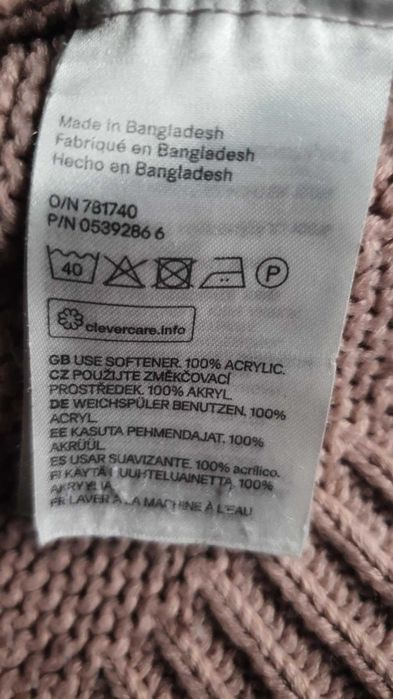 Made in Bangladesh
Fabriqué en Bangladesh
Hecho en Bangladesh
O/N 781740
P/N 0539286 6
40
P
clevercare.info
GB USE SOFTENER. 100% ACRYLIC.
CZ POUŽIJTE ZMĚKČOVACÍ
PROSTŘEDEK. 100% AKRYL.
DE WEICHSPÜLER BENUTZEN. 100%
ACRYL.
EE KASUTA PEHMENDAJAT. 100%
AKRÜÜL
ES USAR SUAVIZANTE. 100% acrílico.
FI KÄYTÄ HUUHTELUAINETTA. 100%
AKRYYLIA
FR LAVER À LA MACHINE À L'EAU